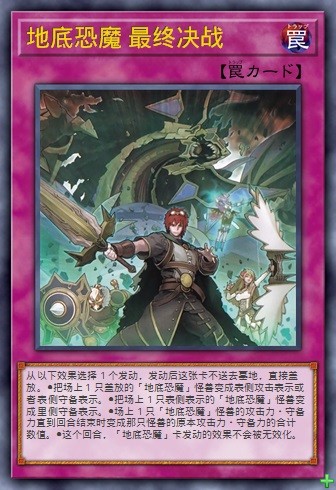 地底恐魔 最终决战
トラップ
罠
【罠カード】
从以下效果选择1个发动，发动后这张卡不送去墓地，直接盖
放。●把场上1只盖放的「地底恐魔」怪兽变成表侧攻击表示或
者表侧守备表示。●把场上1只表侧表示的「地底恐魔」怪兽变
成里侧守备表示。●场上1只「地底恐魔」怪兽的攻击力·守备
力直到回合结束时变成那只怪兽的原本攻击力·守备力的合计
数值。●这个回合，「地底恐魔」卡发动的效果不会被无效化。